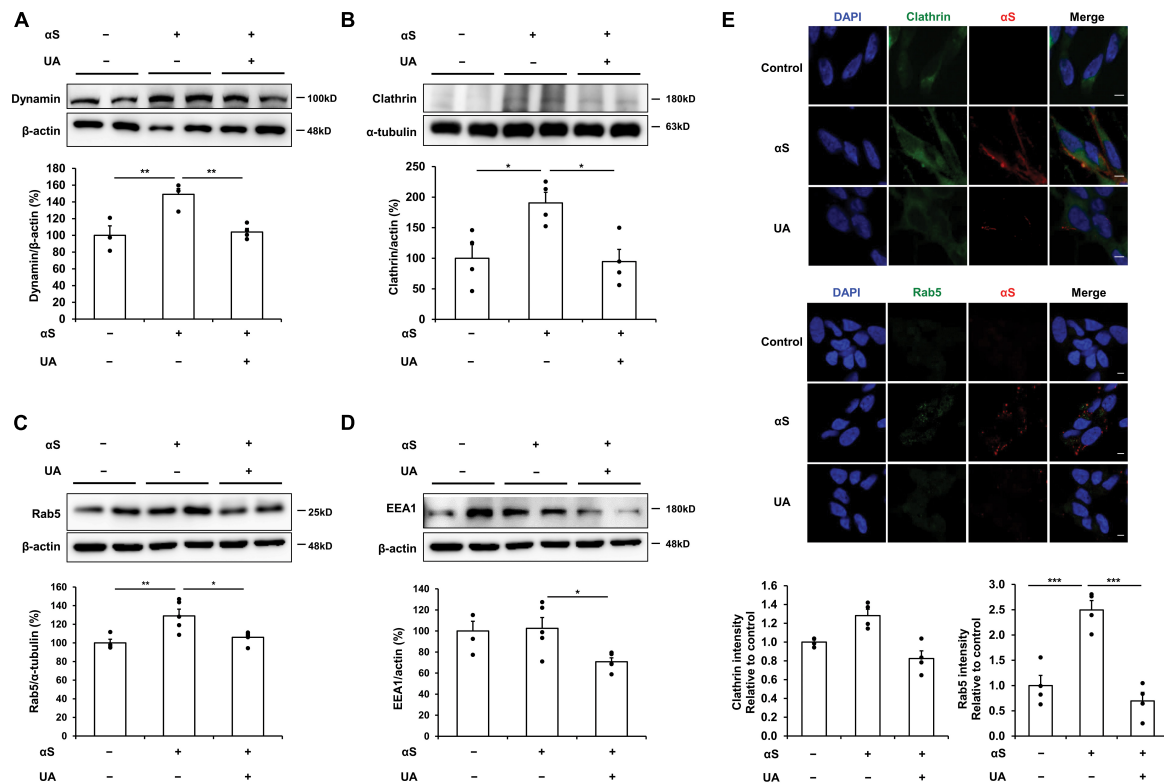 A
αS – + +
UA – – +
Dynamin
100kD
β-actin
48kD
Dynamin/β-actin (%)
180
160
140
120
100
80
60
40
20
0
** **
αS – + +
UA – – +
B
αS – + +
UA – – +
Clathrin
180kD
α-tubulin
63kD
Clathrin/actin (%)
250
200
150
100
50
0
* *
αS – + +
UA – – +
C
αS – + +
UA – – +
Rab5
25kD
β-actin
48kD
Rab5/α-tubulin (%)
160
140
120
100
80
60
40
20
0
** *
αS – + +
UA – – +
D
αS – + +
UA – – +
EEA1
180kD
β-actin
48kD
EEA1/actin (%)
140
120
100
80
60
40
20
0
*
αS – + +
UA – – +
E
DAPI Clathrin αS Merge
Control
αS
UA
DAPI Rab5 αS Merge
Control
αS
UA
Clathrin intensity
Relative to control
1.6
1.4
1.2
1.0
0.8
0.6
0.4
0.2
0.0
αS – + +
UA – – +
Rab5 intensity
Relative to control
3.0
2.5
2.0
1.5
1.0
0.5
0.0
*** ***
αS – + +
UA – – +